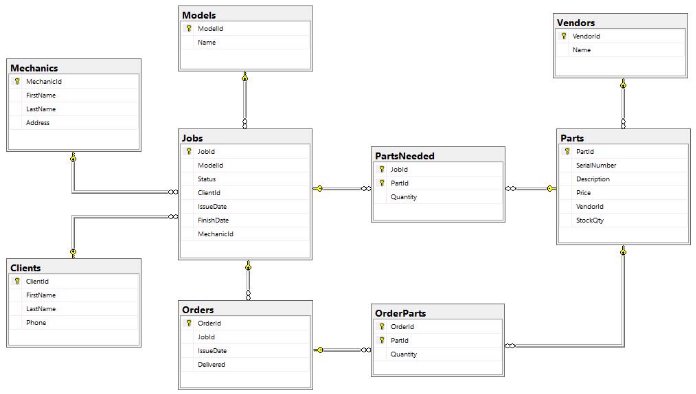 Models
ModelId
Name
Vendors
VendorId
Name
Mechanics
MechanicId
FirstName
LastName
Address
Jobs
JobId
ModelId
Status
ClientId
IssueDate
FinishDate
MechanicId
PartsNeeded
JobId
PartId
Quantity
Parts
PartId
SerialNumber
Description
Price
VendorId
StockQty
Clients
ClientId
FirstName
LastName
Phone
Orders
OrderId
JobId
IssueDate
Delivered
OrderParts
OrderId
PartId
Quantity